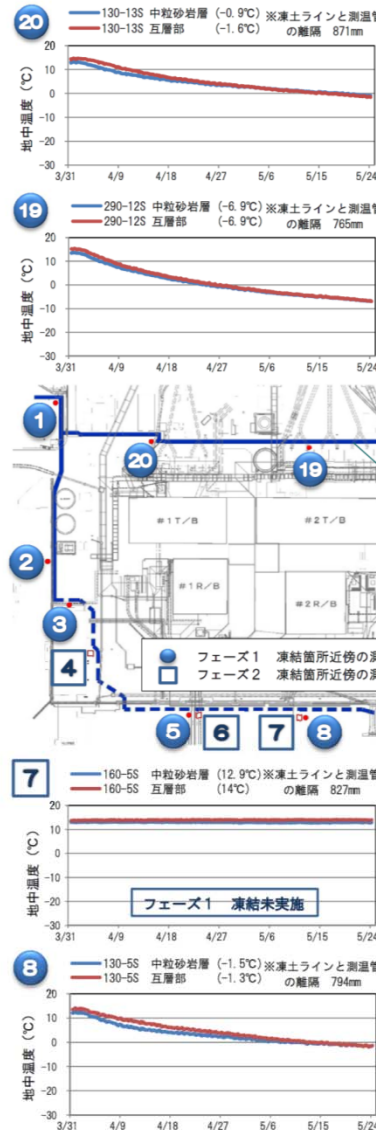 20
130-13S 中粒砂岩層 (-0.9℃) ※凍土ラインと測温管
130-13S 互層部 (-1.6℃) の離隔 871mm
地中温度 (℃)
20
10
0
-10
-20
-30
3/31 4/9 4/18 4/27 5/6 5/15 5/24
19
290-12S 中粒砂岩層 (-6.9℃) ※凍土ラインと測温管
290-12S 互層部 (-6.9℃) の離隔 765mm
地中温度 (℃)
20
10
0
-10
-20
-30
3/31 4/9 4/18 4/27 5/6 5/15 5/24
1
20
19
#1T/B
#2T/B
2
#1R/B
#2R/B
3
4
フェーズ1 凍結箇所近傍の測
フェーズ2 凍結箇所近傍の測
5
6
7
8
7
160-5S 中粒砂岩層 (12.9℃) ※凍土ラインと測温管
160-5S 互層部 (14℃) の離隔 827mm
地中温度 (℃)
20
10
0
-10
-20
-30
フェーズ1 凍結未実施
3/31 4/9 4/18 4/27 5/6 5/15 5/24
8
130-5S 中粒砂岩層 (-1.5℃) ※凍土ラインと測温管
130-5S 互層部 (-1.3℃) の離隔 794mm
地中温度 (℃)
20
10
0
-10
-20
-30
3/31 4/9 4/18 4/27 5/6 5/15 5/24